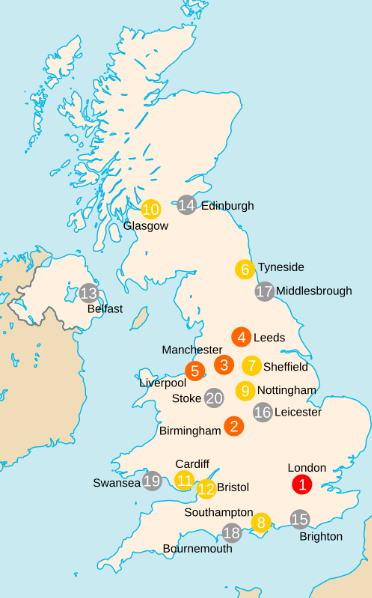 14 Edinburgh
10
Glasgow
6 Tyneside
17 Middlesbrough
13
Belfast
4 Leeds
Manchester
3
7 Sheffield
5
Liverpool
9 Nottingham
Stoke 20
16 Leicester
Birmingham 2
Cardiff
London
Swansea 19
11
12 Bristol
1
Southampton
8
15
Brighton
18
Bournemouth